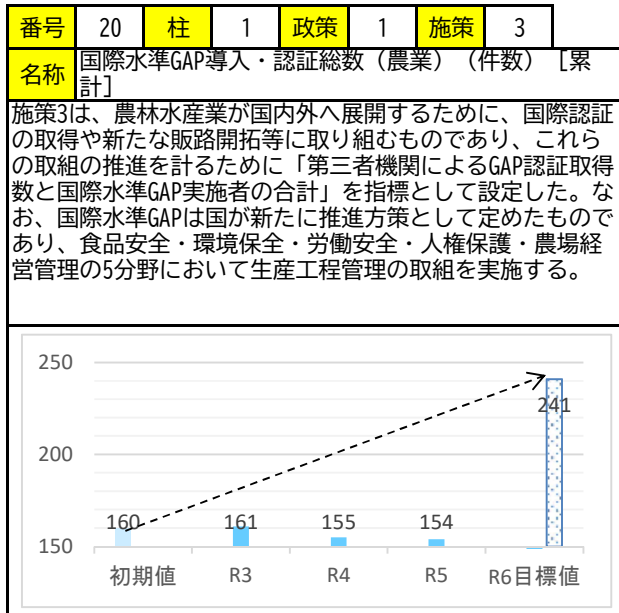 番号 20 柱 1 政策 1 施策 3
名称 国際水準GAP導入・認証総数（農業）（件数）［累
計］
施策3は、農林水産業が国内外へ展開するために、国際認証
の取得や新たな販路開拓等に取り組むものであり、これら
の取組の推進を計るために「第三者機関によるGAP認証取得
数と国際水準GAP実施者の合計」を指標として設定した。な
お、国際水準GAPは国が新たに推進方策として定めたもので
あり、食品安全・環境保全・労働安全・人権保護・農場経
営管理の5分野において生産工程管理の取組を実施する。
250
241
200
160 161 155 154
150
初期値 R3 R4 R5 R6目標値